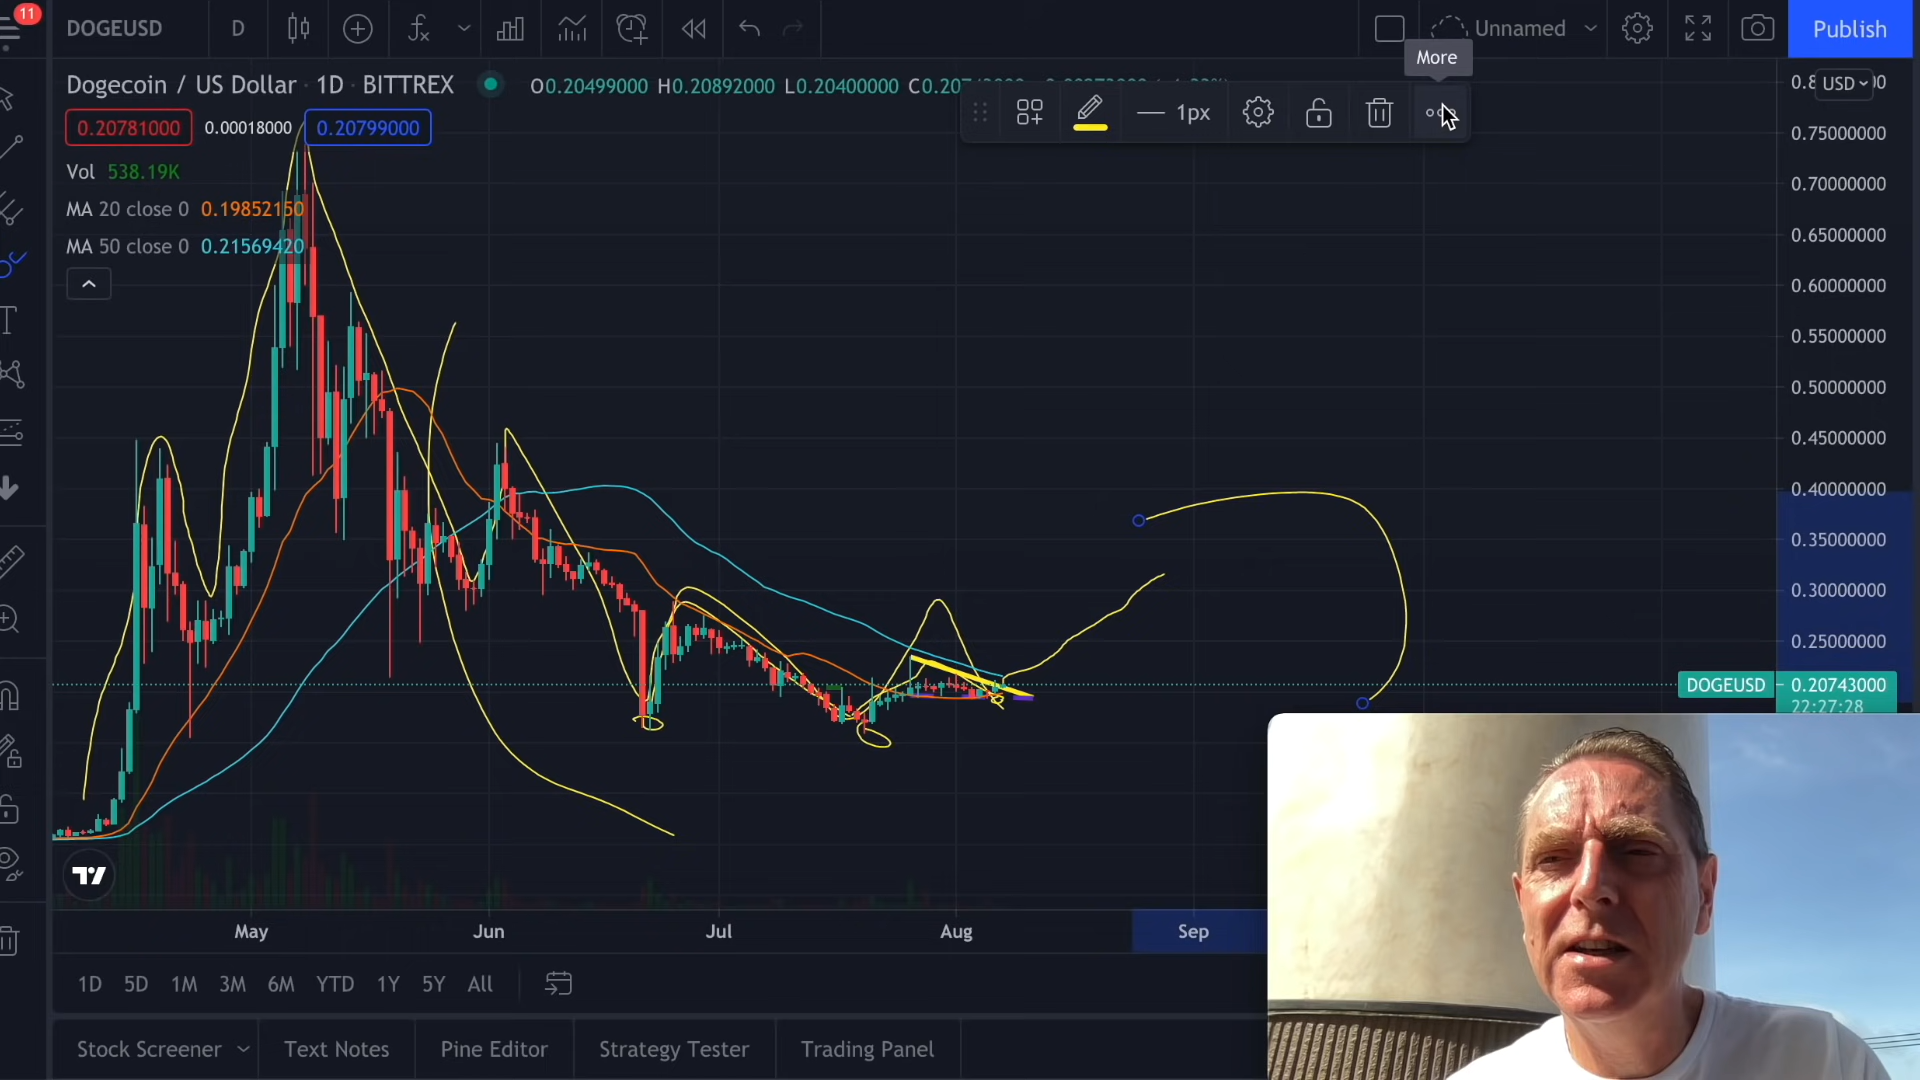 11
DOGEUSD
D
Unnamed
Publish
More
Dogecoin / US Dollar · 1D · BITTREX
O0.20499000 H0.20892000 L0.20400000
USD
1px
0.20781000
0.00018000
0.20799000
Vol 538.19K
MA 20 close 0 0.19852150
MA 50 close 0 0.21569420
0.75000000
0.70000000
0.65000000
0.60000000
0.55000000
0.50000000
0.45000000
0.40000000
0.35000000
0.30000000
0.25000000
DOGEUSD 0.20743000
22:27:28
May Jun Jul Aug Sep
1D 5D 1M 3M 6M YTD 1Y 5Y All
Stock Screener Text Notes Pine Editor Strategy Tester Trading Panel